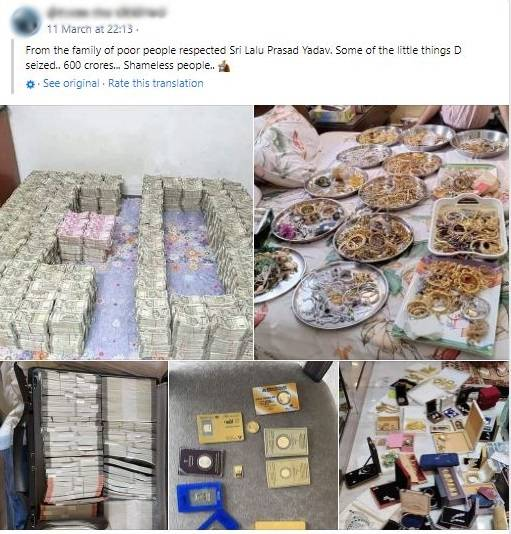 11 March at 22:13 ·
From the family of poor people respected Sri Lalu Prasad Yadav. Some of the little things D
seized.. 600 crores... Shameless people..
· See original · Rate this translation